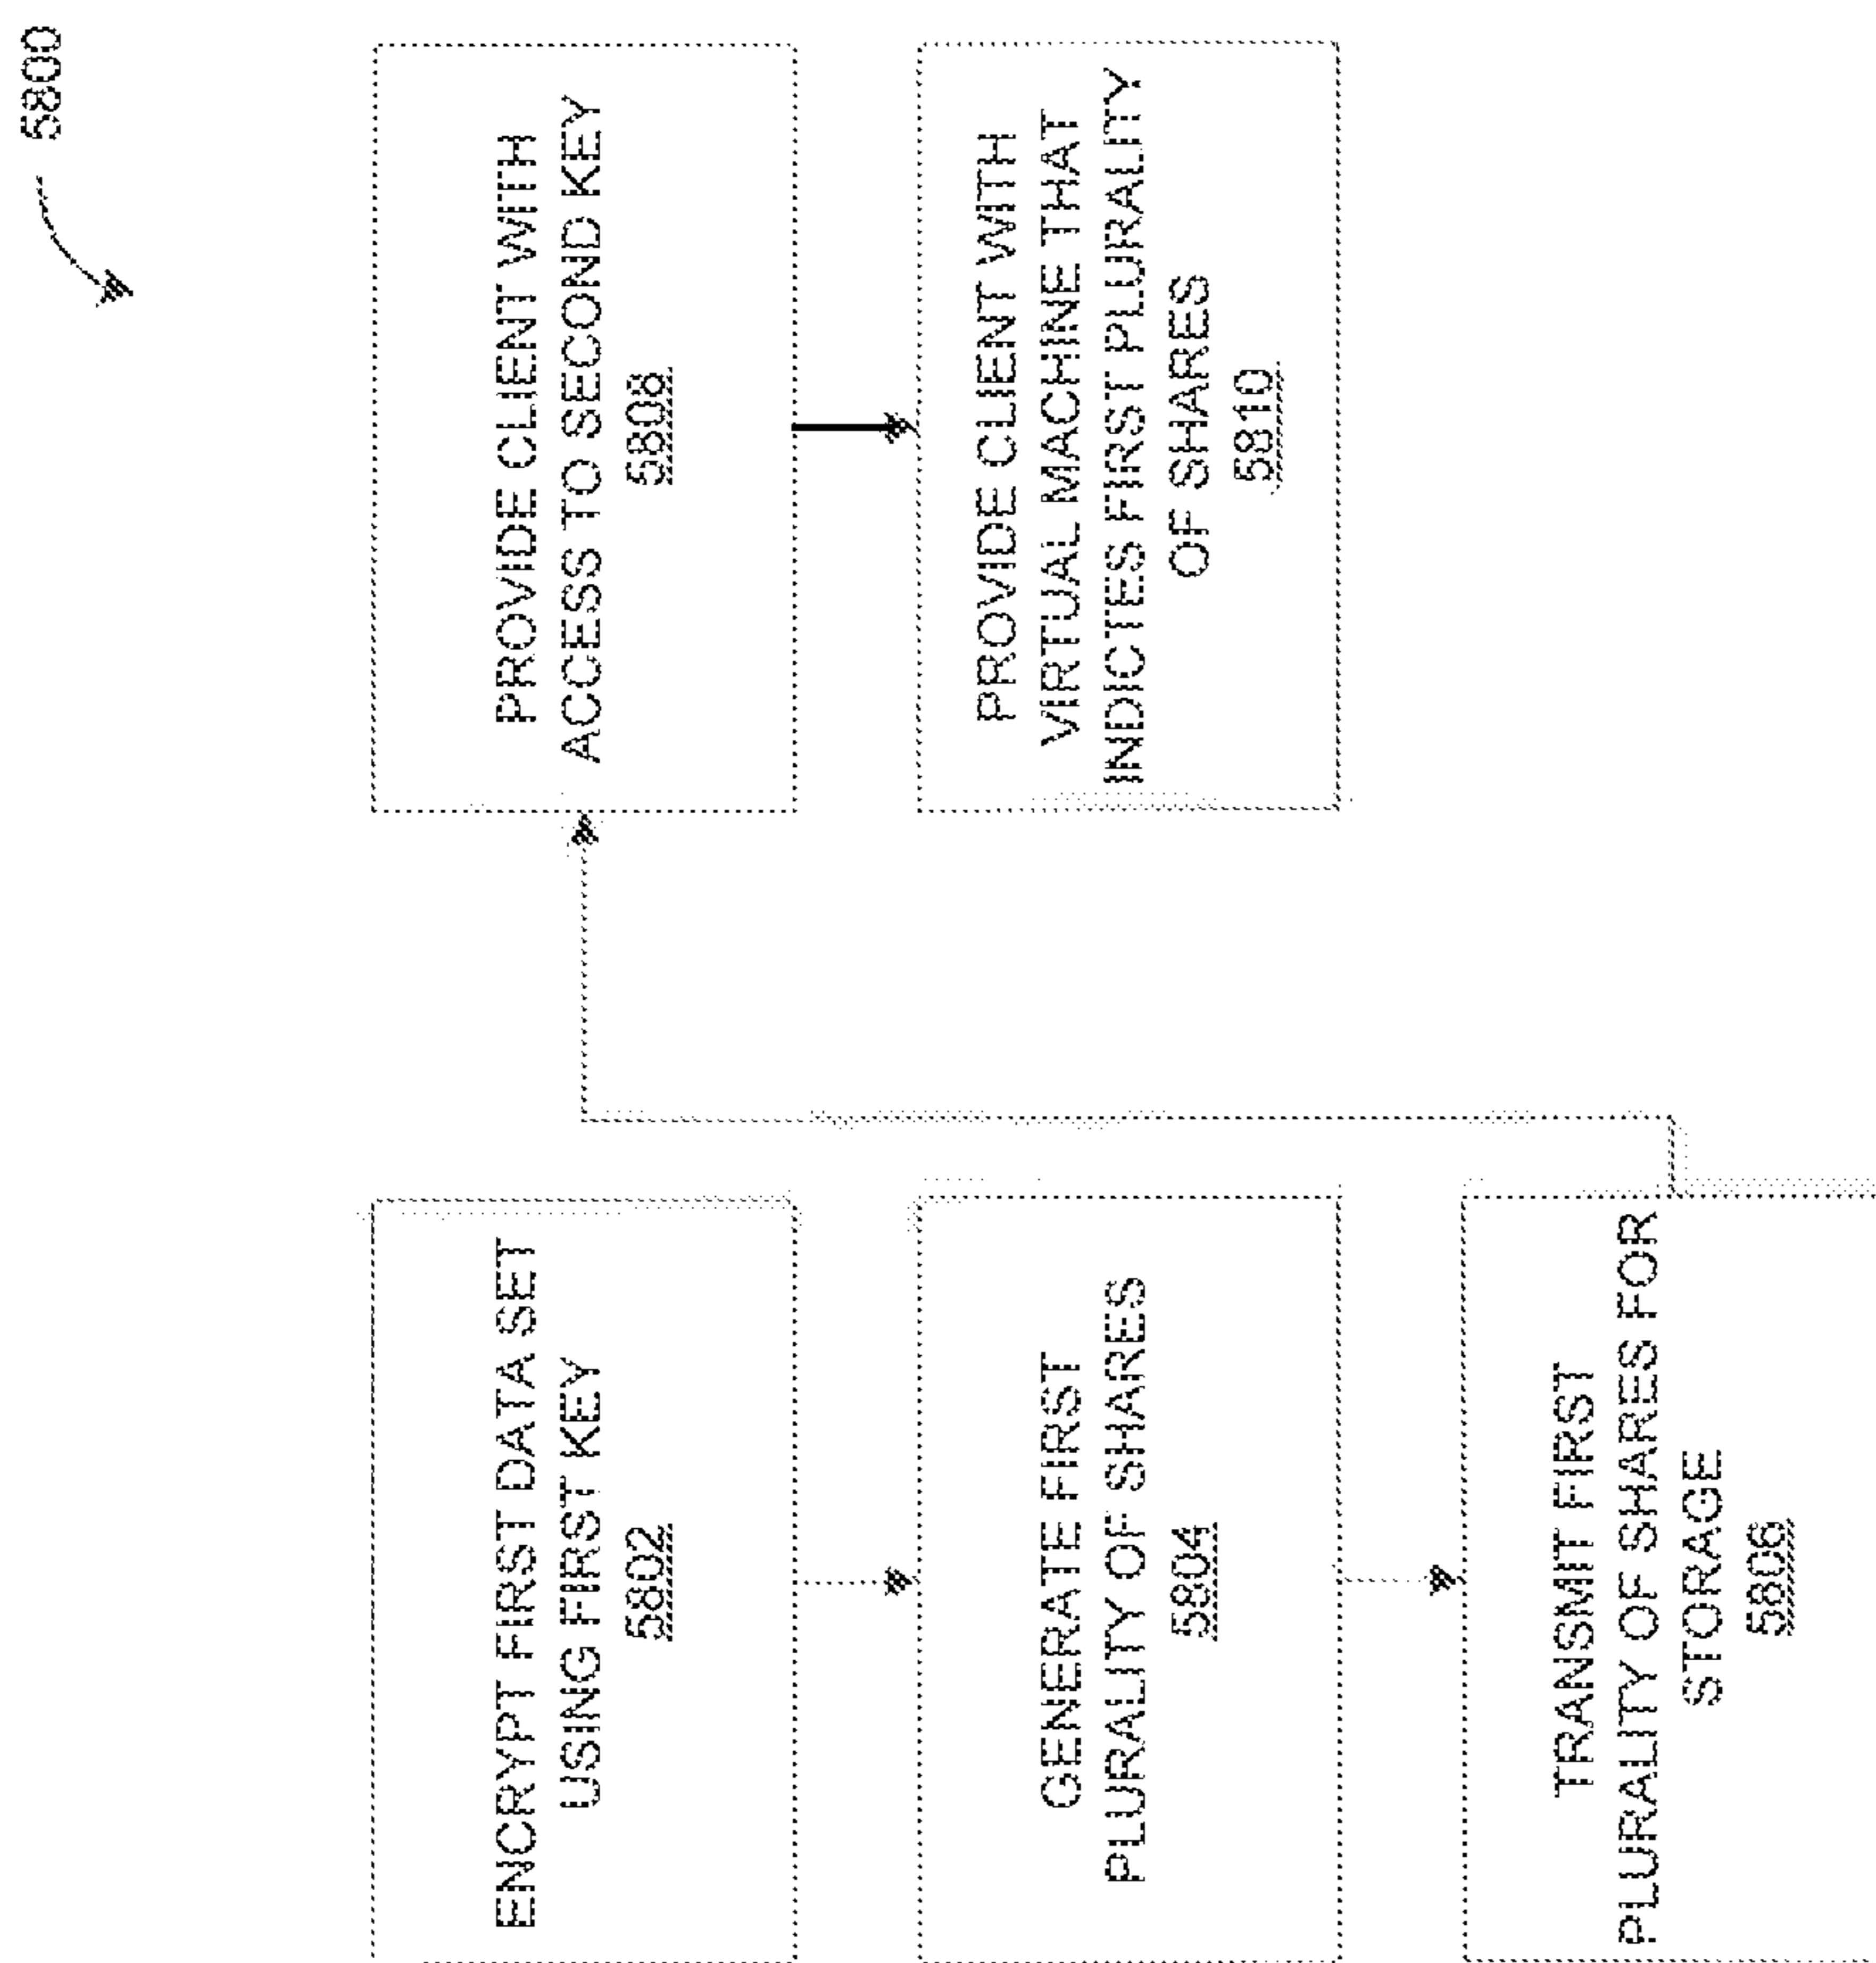 5800
ENCRYPT FIRST DATA SET
USING FIRST KEY
5802
GENERATE FIRST
PLURALITY OF SHARES
5804
TRANSMIT FIRST
PLURALITY OF SHARES FOR
STORAGE
5806
PROVIDE CLIENT WITH
ACCESS TO SECOND KEY
5808
PROVIDE CLIENT WITH
VIRTUAL MACHINE THAT
INDICTES FIRST PLURALITY
OF SHARES
5810